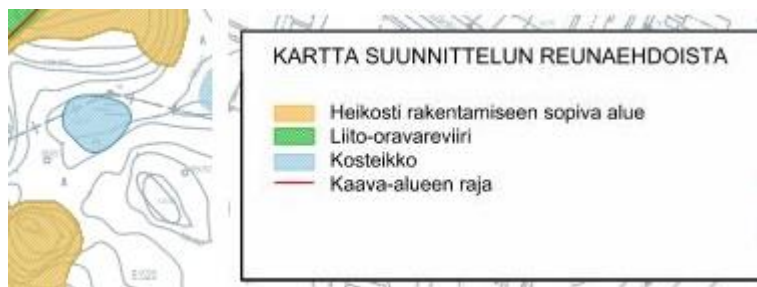 KARTTA SUUNNITTELUN REUNAEHDOISTA
Heikosti rakentamiseen sopiva alue
Liito-oravareviiri
Kosteikko
Kaava-alueen raja